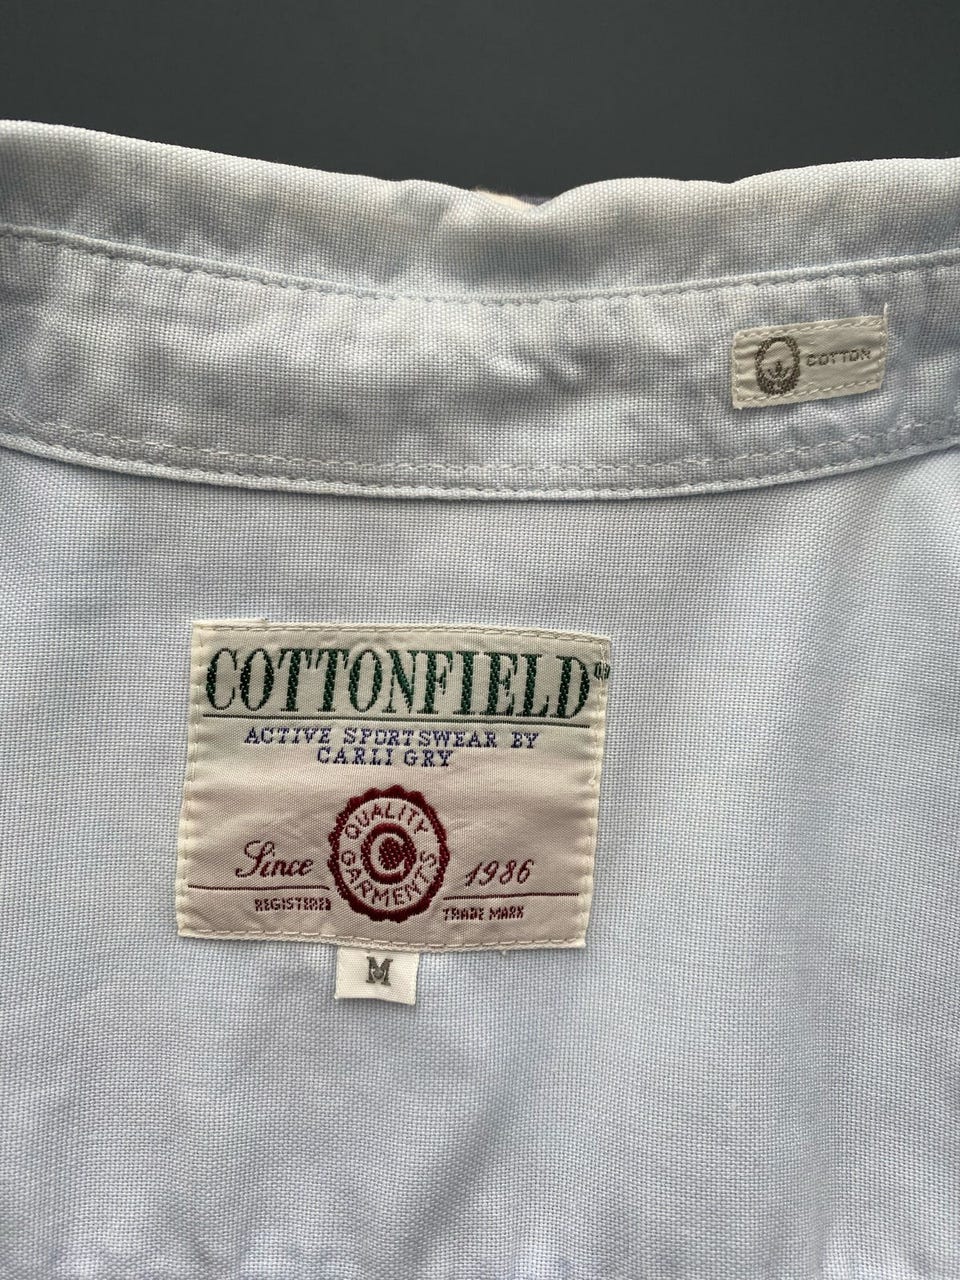 COTTON
COTTONFIELD
ACTIVE SPORTSWEAR BY
CARLI GRY
QUALITY
C
GARMENTS
Since 1986
REGISTERED TRADE MARK
M